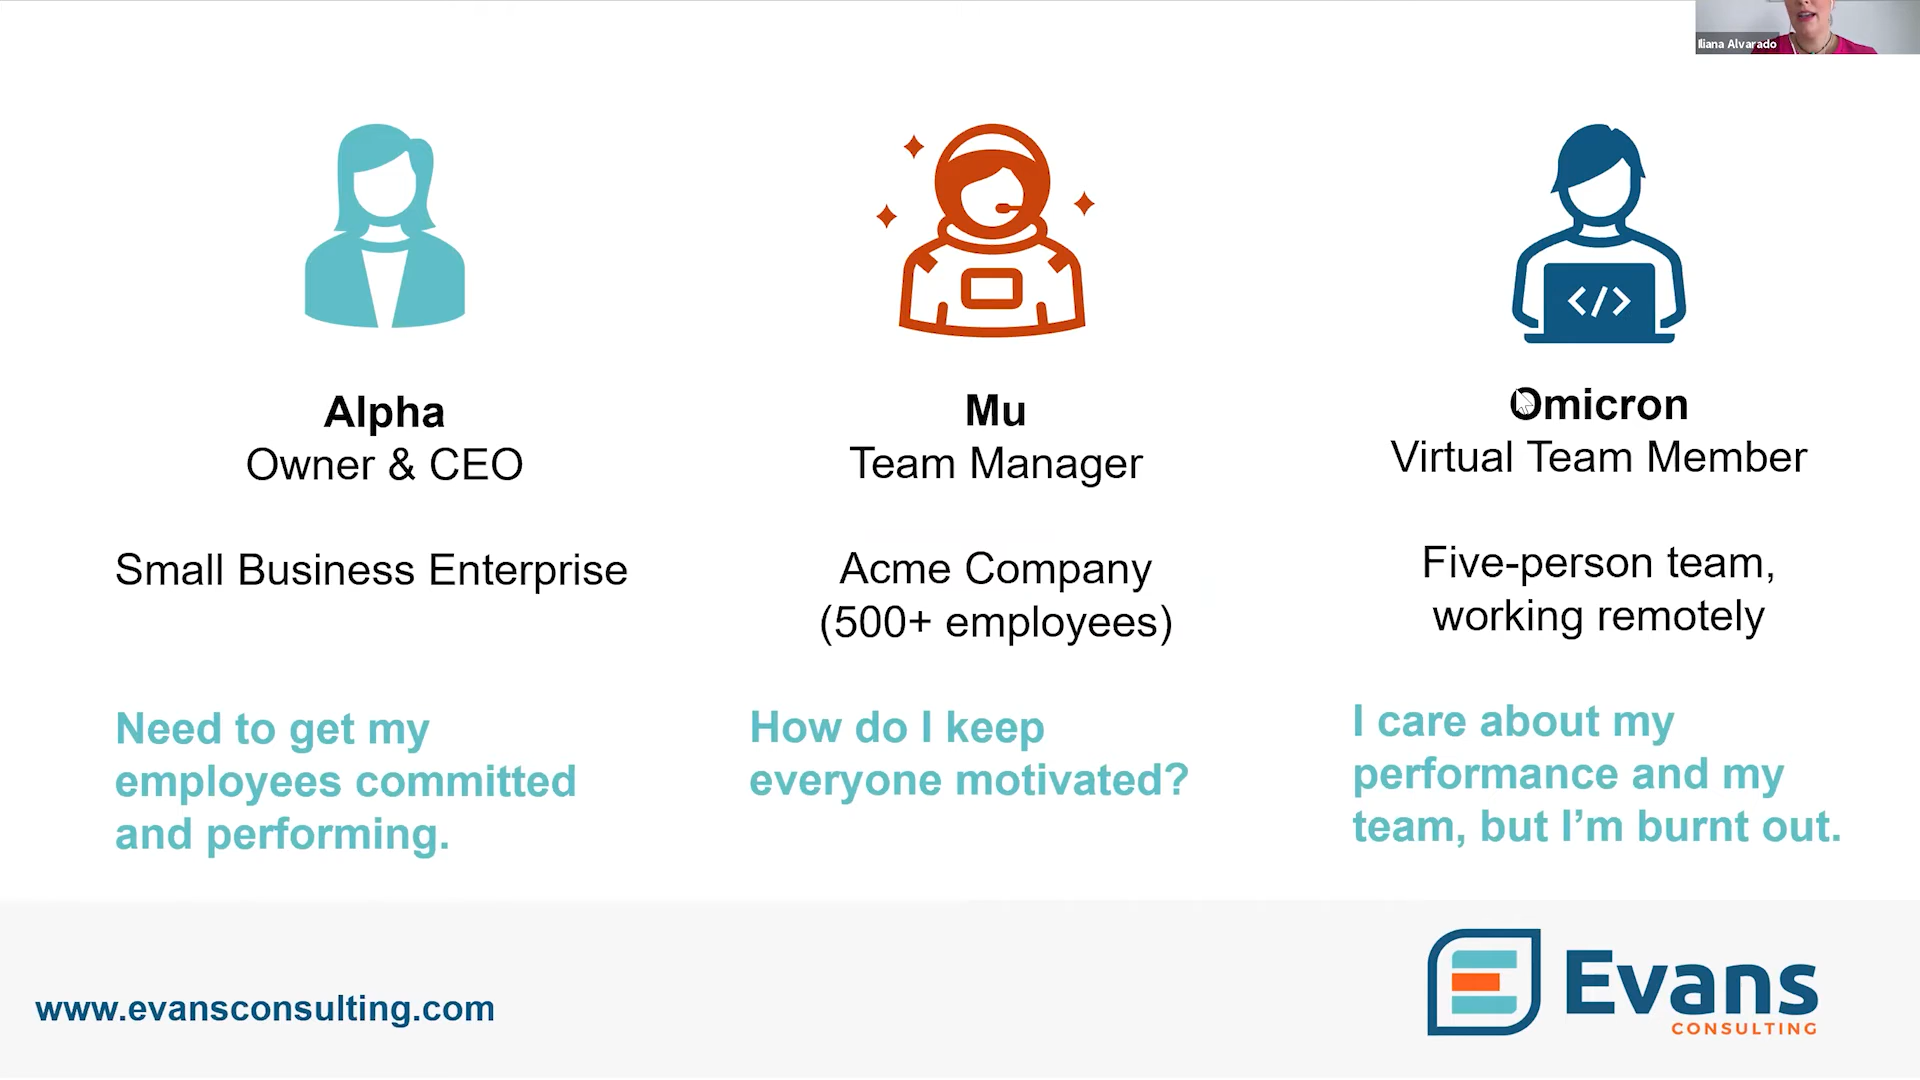 Iliana Alvarado
Alpha
Owner & CEO
Small Business Enterprise
Need to get my
employees committed
and performing.
Mu
Team Manager
Acme Company
(500+ employees)
How do I keep
everyone motivated?
</>
Omicron
Virtual Team Member
Five-person team,
working remotely
I care about my
performance and my
team, but I’m burnt out.
www.evansconsulting.com
Evans
CONSULTING